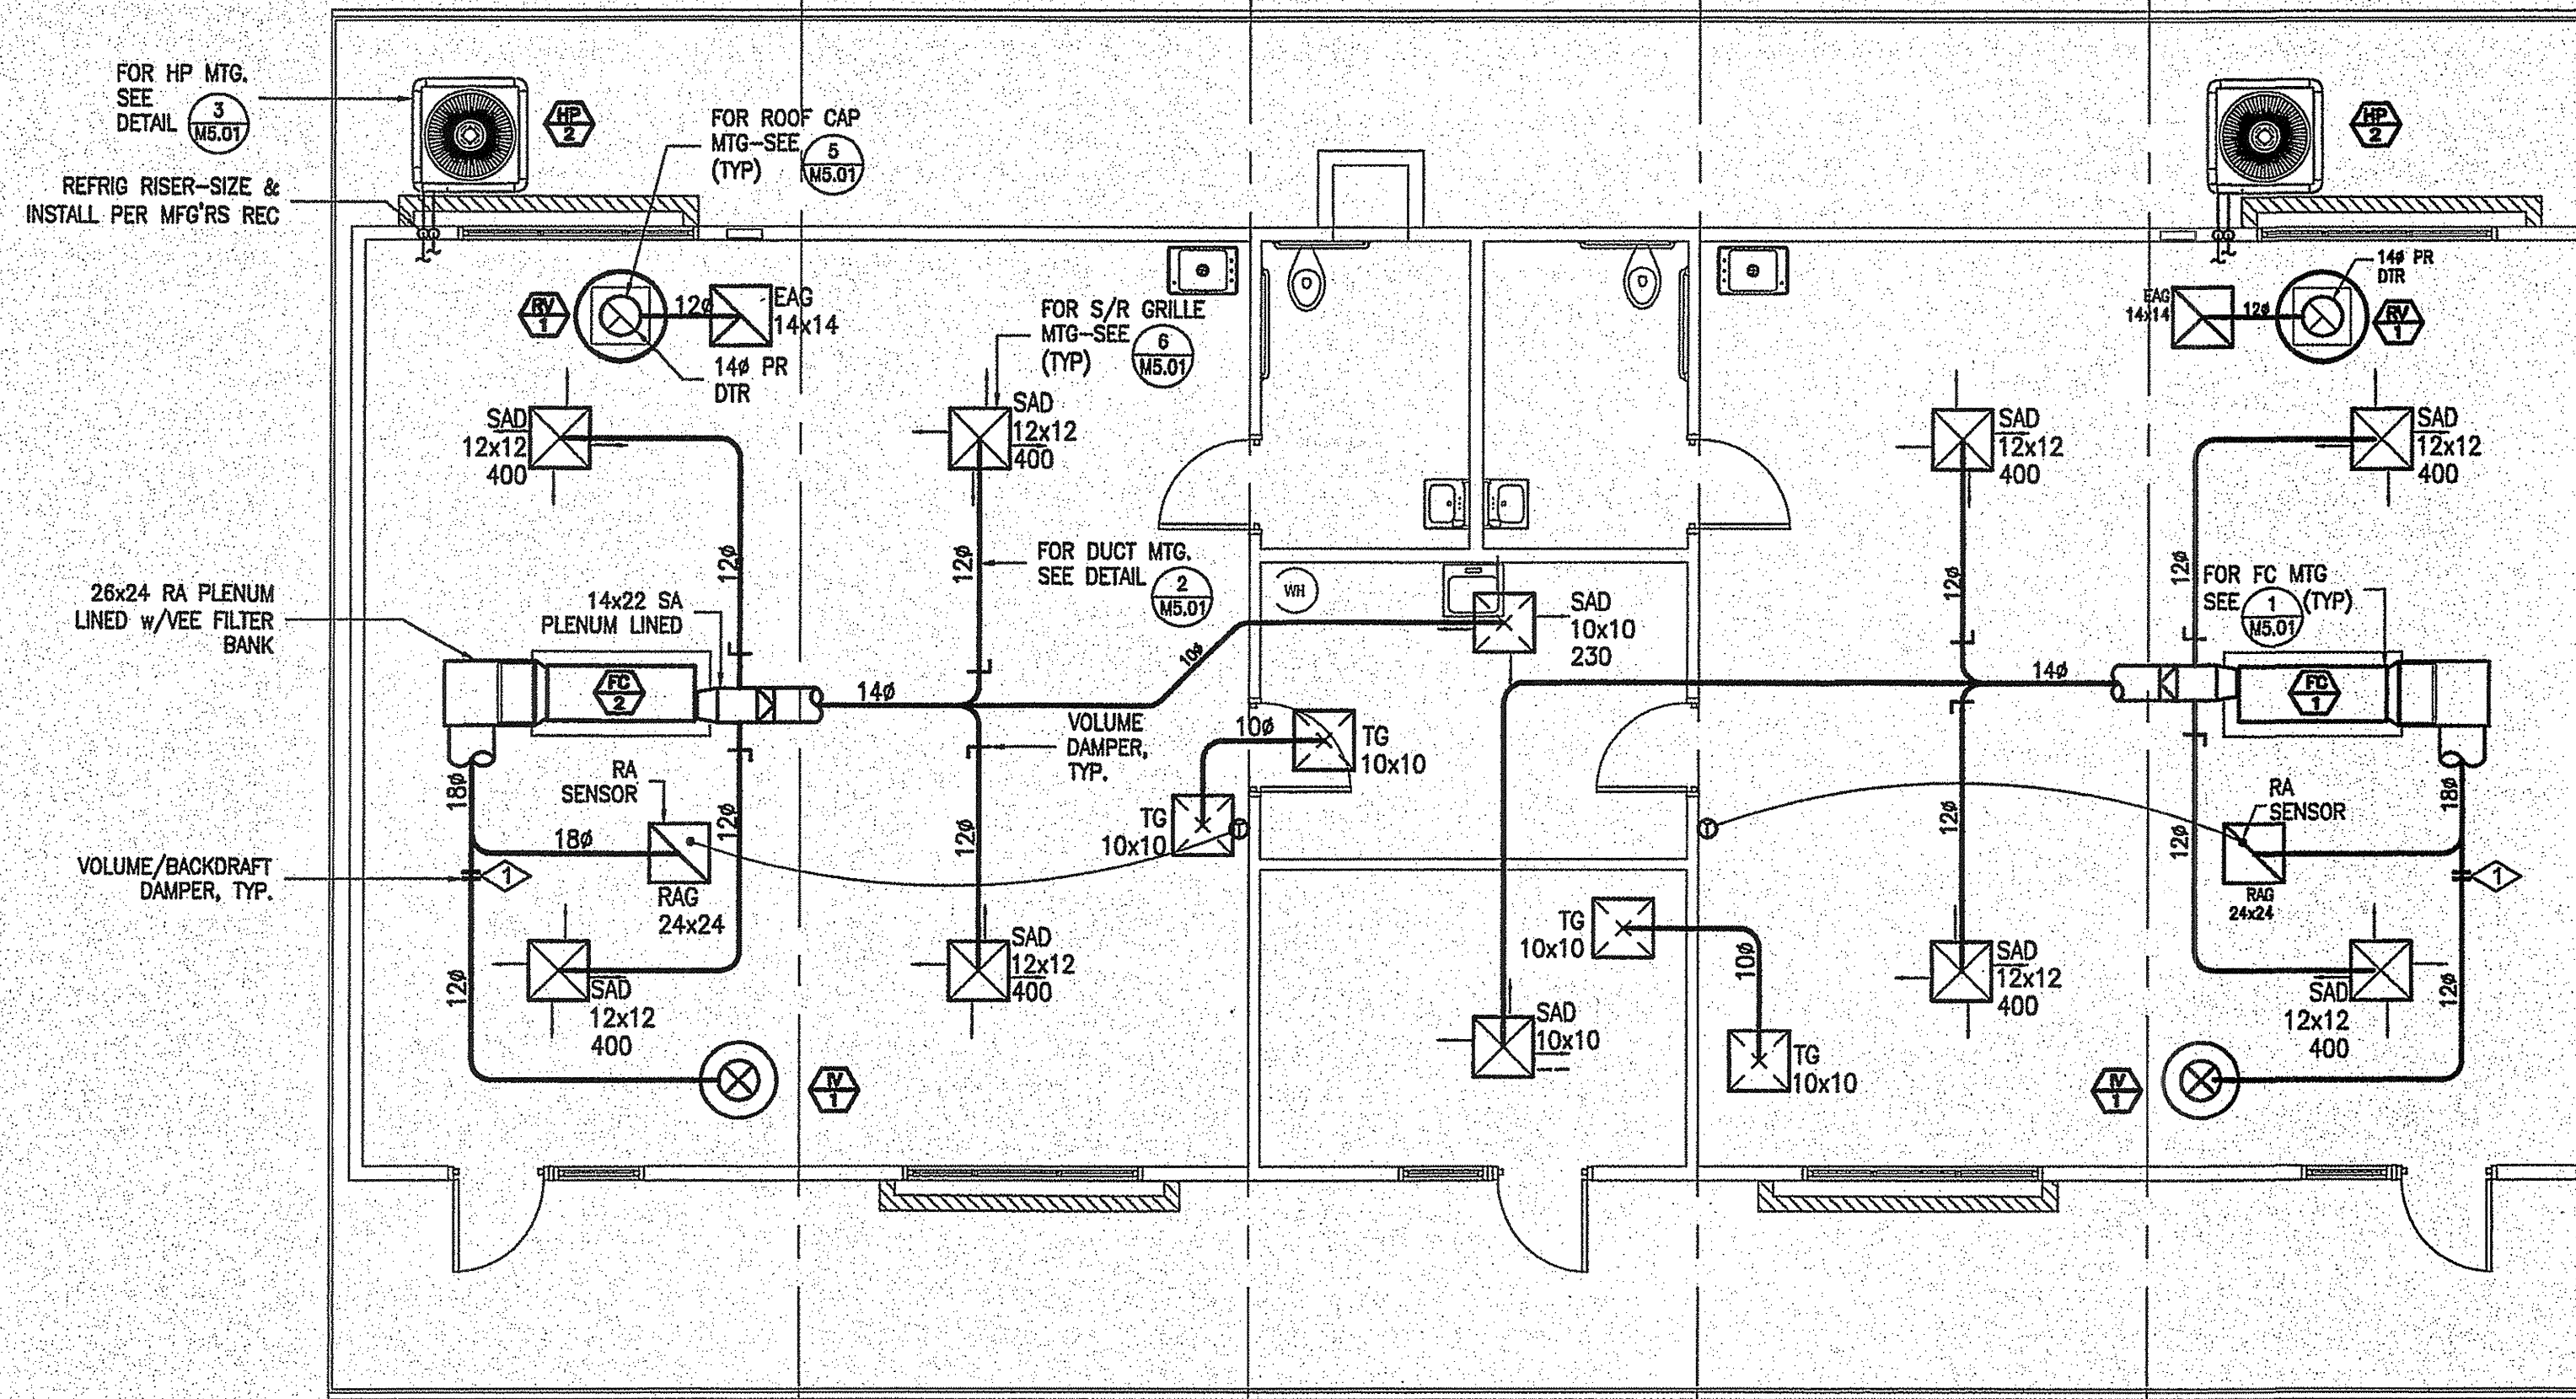 FOR HP MTG.
SEE
DETAIL
3
M5.01
HP
2
REFRIG RISER-SIZE &
INSTALL PER MFG'RS REC
FOR ROOF CAP
MTG-SEE
(TYP)
5
M5.01
RV
1
12ø
EAG
14x14
14ø PR
DTR
FOR S/R GRILLE
MTG-SEE
(TYP)
6
M5.01
SAD
12x12
400
SAD
12x12
400
12ø
12ø
FOR DUCT MTG.
SEE DETAIL
2
M5.01
26x24 RA PLENUM
LINED w/VEE FILTER
BANK
14x22 SA
PLENUM LINED
FC
2
14ø
10ø
WH
SAD
10x10
230
VOLUME
DAMPER,
TYP.
10ø
TG
10x10
TG
10x10
T
RA
SENSOR
18ø
18ø
12ø
12ø
RAG
24x24
VOLUME/BACKDRAFT
DAMPER, TYP.
1
12ø
SAD
12x12
400
SAD
12x12
400
IV
1
HP
2
14ø PR
DTR
EAG
14x14
12ø
RV
1
SAD
12x12
400
SAD
12x12
400
12ø
12ø
FOR FC MTG
SEE
(TYP)
1
M5.01
14ø
FC
1
T
RA
SENSOR
18ø
12ø
12ø
RAG
24x24
1
TG
10x10
10ø
SAD
10x10
TG
10x10
SAD
12x12
400
SAD
12x12
400
12ø
IV
1